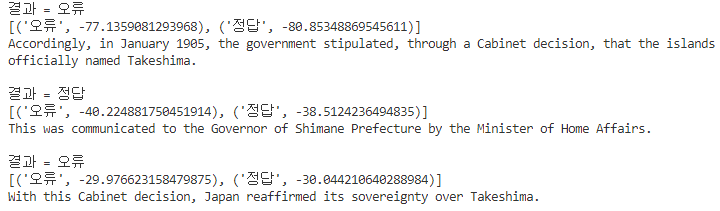 결과 = 오류
[('오류', -77.1359081293968), ('정답', -80.85348869545611)]
Accordingly, in January 1905, the government stipulated, through a Cabinet decision, that the islands
officially named Takeshima.
결과 = 정답
[('오류', -40.224881750451914), ('정답', -38.5124236494835)]
This was communicated to the Governor of Shimane Prefecture by the Minister of Home Affairs.
결과 = 오류
[('오류', -29.976623158479875), ('정답', -30.044210640288984)]
With this Cabinet decision, Japan reaffirmed its sovereignty over Takeshima.